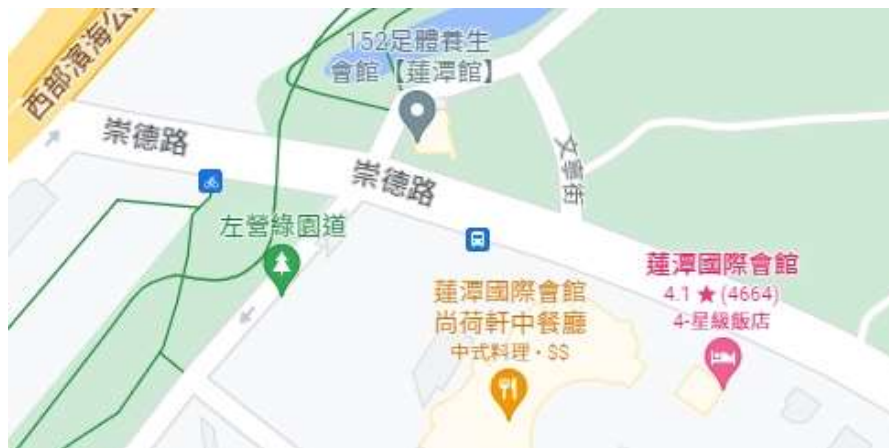 152足體養生
會館【蓮潭館】
西部濱海公
崇德路
崇德路
文學街
左營綠園道
蓮潭國際會館
4.1 ★ (4664)
4-星級飯店
蓮潭國際會館
尚荷軒中餐廳
中式料理・$$